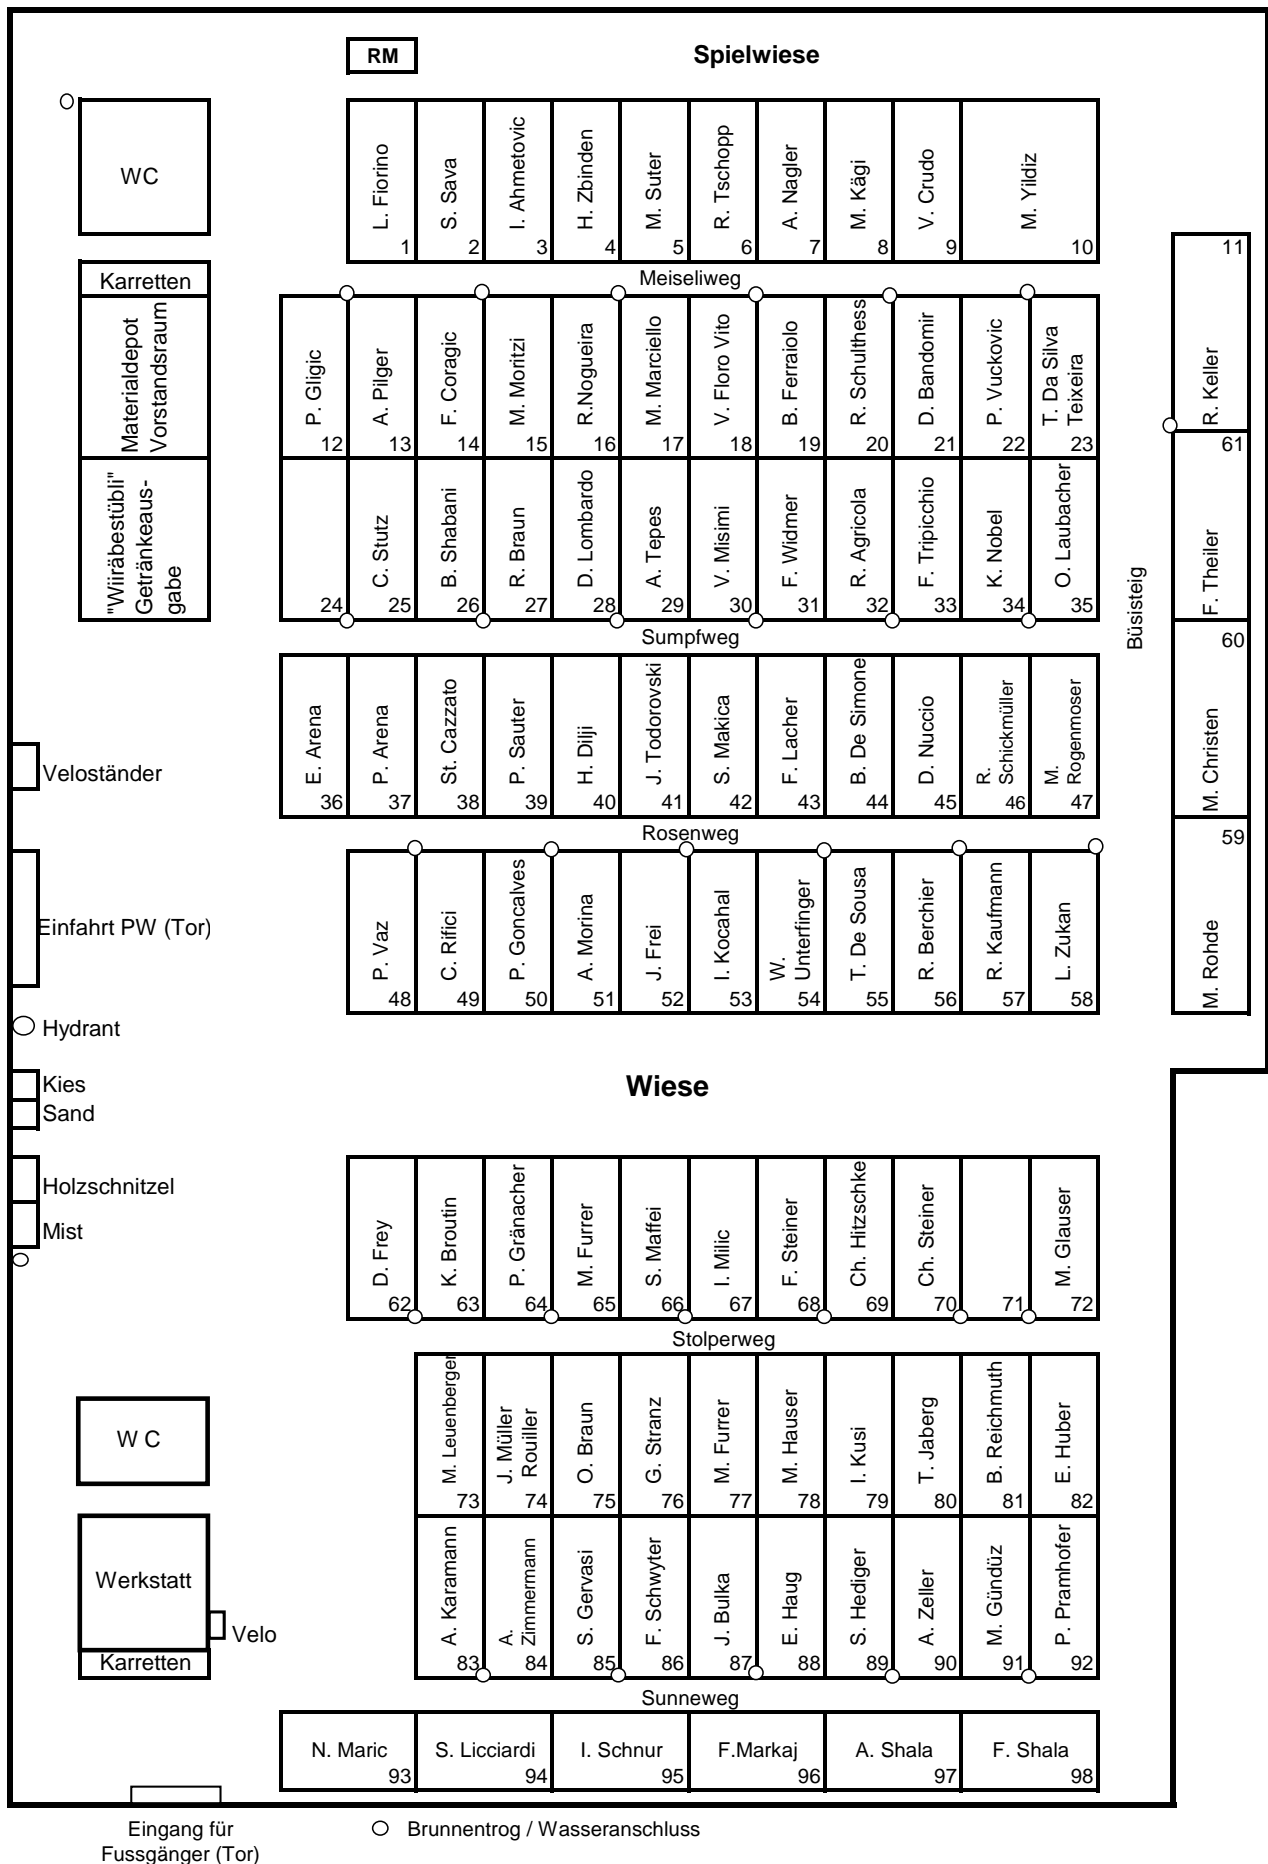 RM
Spielwiese
WC
L. Fiorino
1
S. Sava
2
I. Ahmetovic
3
H. Zbinden
4
M. Suter
5
R. Tschopp
6
A. Nagler
7
M. Kägi
8
V. Crudo
9
M. Yildiz
10
Meiseliweg
Karretten
Materialdepot
Vorstandsraum
"Wiiräbestübli"
Getränkeaus-
gabe
P. Gligic
12
A. Pilger
13
F. Coragic
14
M. Moritzi
15
R.Nogueira
16
M. Marciello
17
V. Floro Vito
18
B. Ferraiolo
19
R. Schulthess
20
D. Bandomir
21
P. Vuckovic
22
T. Da Silva
Teixeira
23
24
C. Stutz
25
B. Shabani
26
R. Braun
27
D. Lombardo
28
A. Tepes
29
V. Misimi
30
F. Widmer
31
R. Agricola
32
F. Tripicchio
33
K. Nobel
34
O. Laubacher
35
Sumpfweg
Büsisteig
11
R. Keller
61
F. Theiler
60
M. Christen
59
M. Rohde
E. Arena
36
P. Arena
37
St. Cazzato
38
P. Sauter
39
H. Dilji
40
J. Todorovski
41
S. Makica
42
F. Lacher
43
B. De Simone
44
D. Nuccio
45
R.
Schickmüller
46
M.
Rogenmoser
47
Rosenweg
Veloständer
Einfahrt PW (Tor)
Hydrant
Kies
Sand
Holzschnitzel
Mist
P. Vaz
48
C. Rifici
49
P. Goncalves
50
A. Morina
51
J. Frei
52
I. Kocahal
53
W.
Unterfinger
54
T. De Sousa
55
R. Berchier
56
R. Kaufmann
57
L. Zukan
58
Wiese
D. Frey
62
K. Broutin
63
P. Gränacher
64
M. Furrer
65
S. Maffei
66
I. Milic
67
F. Steiner
68
Ch. Hitzschke
69
Ch. Steiner
70
71
M. Glauser
72
Stolperweg
W C
Werkstatt
Velo
Karretten
M. Leuenberger
73
J. Müller
Rouiller
74
O. Braun
75
G. Stranz
76
M. Furrer
77
M. Hauser
78
I. Kusi
79
T. Jaberg
80
B. Reichmuth
81
E. Huber
82
A. Karamann
83
A.
Zimmermann
84
S. Gervasi
85
F. Schwyter
86
J. Bulka
87
E. Haug
88
S. Hediger
89
A. Zeller
90
M. Gündüz
91
P. Pramhofer
92
Sunneweg
N. Maric
93
S. Licciardi
94
I. Schnur
95
F.Markaj
96
A. Shala
97
F. Shala
98
Eingang für
Fussgänger (Tor)
Brunnentrog / Wasseranschluss